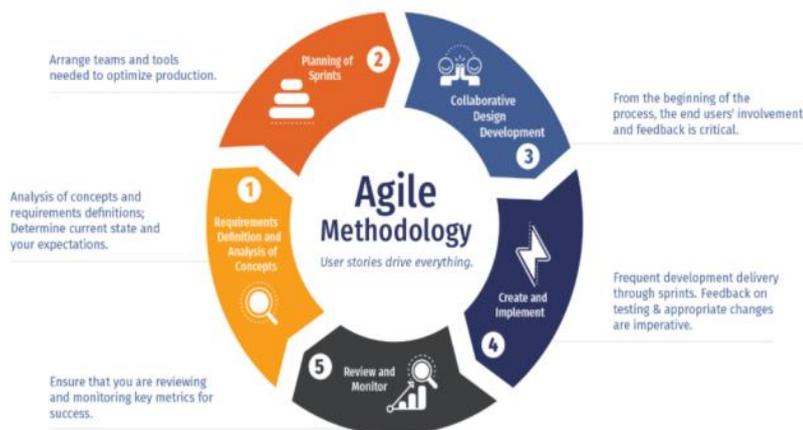 Arrange teams and tools
needed to optimize production.
Planning of
Sprints
2
Collaborative
Design
Development
3
From the beginning of the
process, the end users' involvement
and feedback is critical.
Analysis of concepts and
requirements definitions;
Determine current state and
your expectations.
1
Requirements
Definition and
Analysis of
Concepts
Agile
Methodology
User stories drive everything.
Create and
Implement
4
Frequent development delivery
through sprints. Feedback on
testing & appropriate changes
are imperative.
5
Review and
Monitor
Ensure that you are reviewing
and monitoring key metrics for
success.